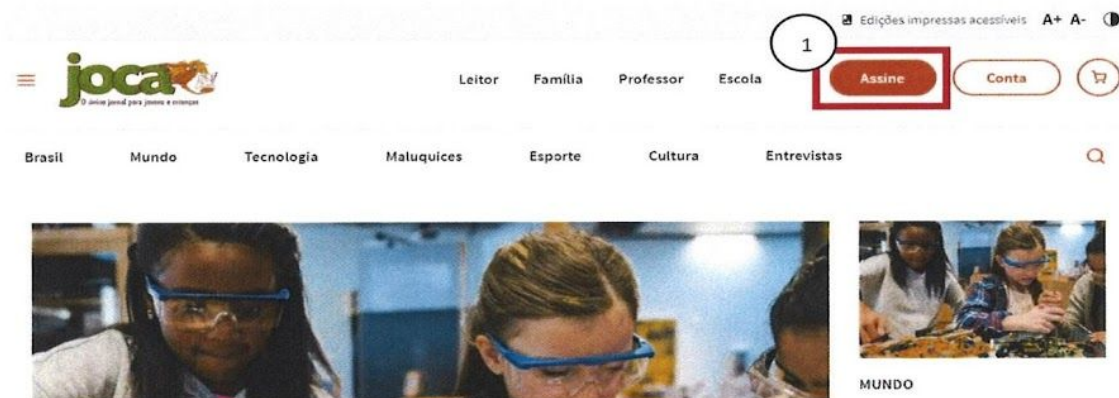 Edições impressas acessíveis A+ A-
1
joca
O único jornal para jovens e crianças
Leitor Família Professor Escola Assine Conta
Brasil Mundo Tecnologia Maluquices Esporte Cultura Entrevistas
MUNDO